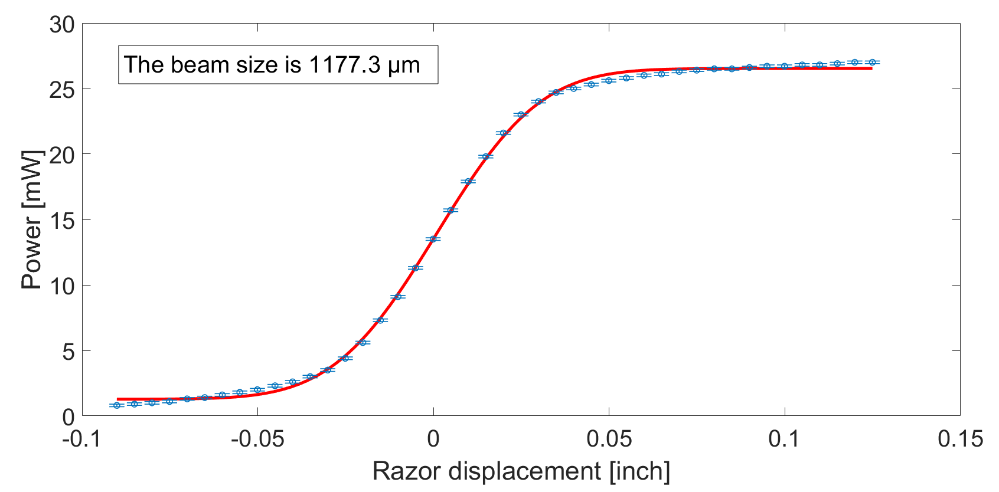 30
The beam size is 1177.3 µm
25
20
15
10
5
0
Power [mW]
-0.1 -0.05 0 0.05 0.1 0.15
Razor displacement [inch]